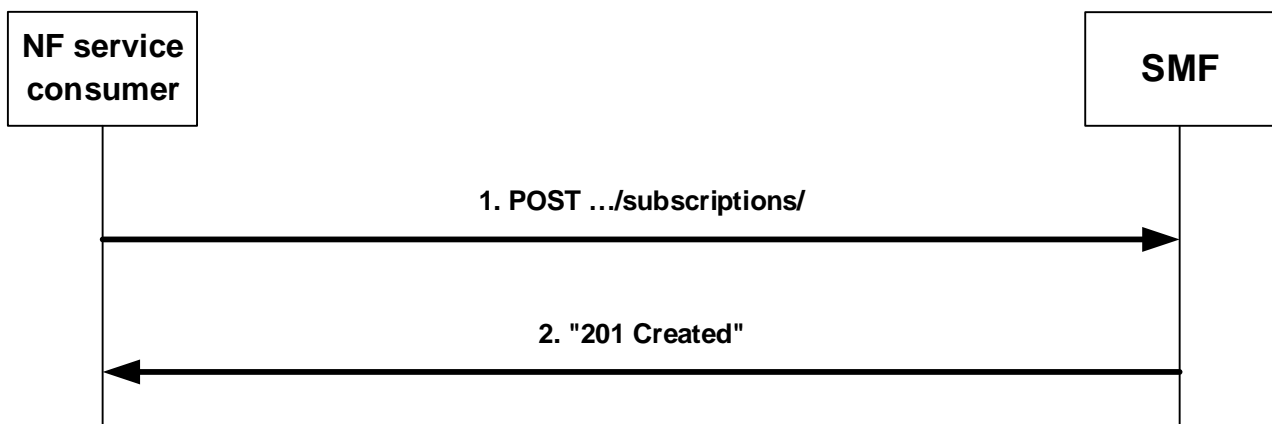 NF service
consumer
SMF
1. POST …/subscriptions/
2. "201 Created"